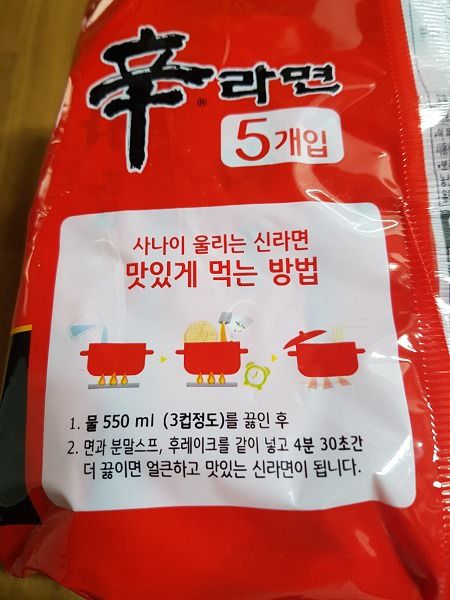 辛®라면
5개입
사나이 울리는 신라면
맛있게 먹는 방법
1. 물 550 ml (3컵정도)를 끓인 후
2. 면과 분말스프, 후레이크를 같이 넣고 4분 30초간
더 끓이면 얼큰하고 맛있는 신라면이 됩니다.